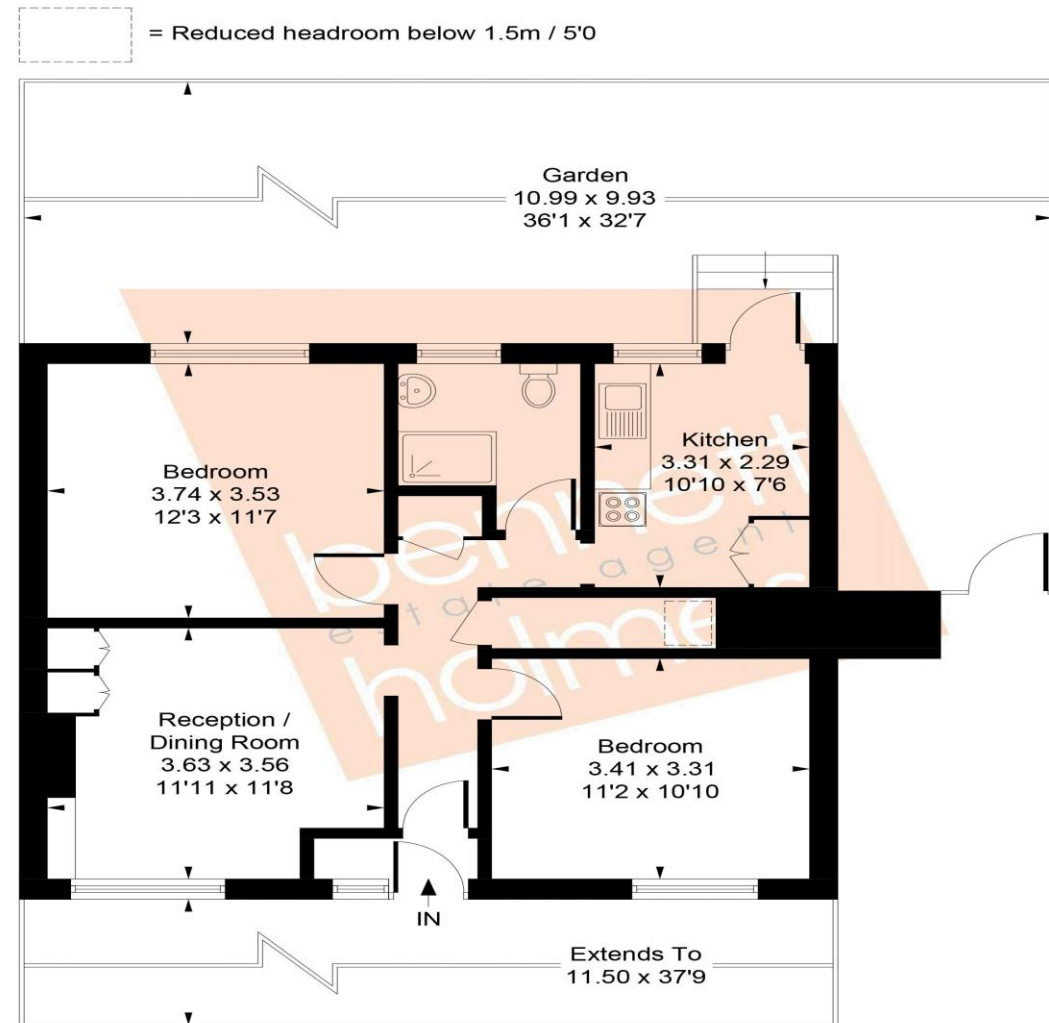 = Reduced headroom below 1.5m / 5'0
Garden
10.99 x 9.93
36'1 x 32'7
Kitchen
3.31 x 2.29
10'10 x 7'6
Bedroom
3.74 x 3.53
12'3 x 11'7
bennett
estate agent
holmes
Reception /
Dining Room
3.63 x 3.56
11'11 x 11'8
Bedroom
3.41 x 3.31
11'2 x 10'10
IN
Extends To
11.50 x 37'9